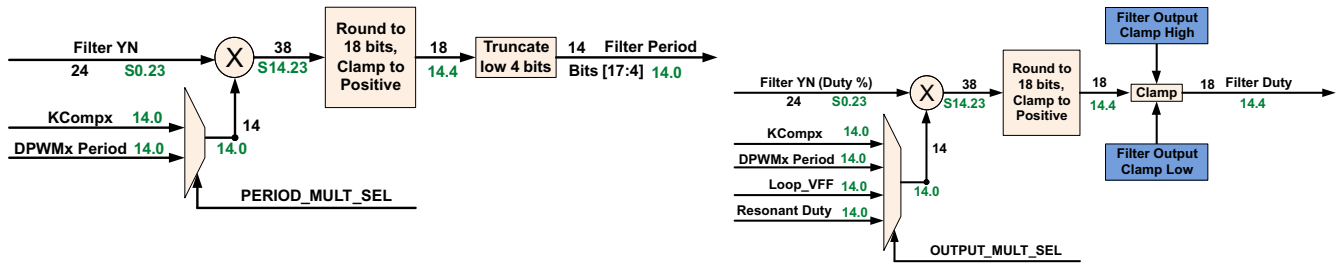 Filter YN
24 S0.23
X
38
S14.23
Round to
18 bits,
Clamp to
Positive
18
14.4
Truncate
low 4 bits
14 Filter Period
Bits [17:4] 14.0
KCompx 14.0
DPWMx Period 14.0
14
14.0
PERIOD_MULT_SEL
Filter YN (Duty %)
24 S0.23
X
38
S14.23
Round to
18 bits,
Clamp to
Positive
18
14.4
Filter Output
Clamp High
Clamp
Filter Output
Clamp Low
18 Filter Duty
14.4
KCompx 14.0
DPWMx Period 14.0
Loop_VFF 14.0
Resonant Duty 14.0
14
14.0
OUTPUT_MULT_SEL